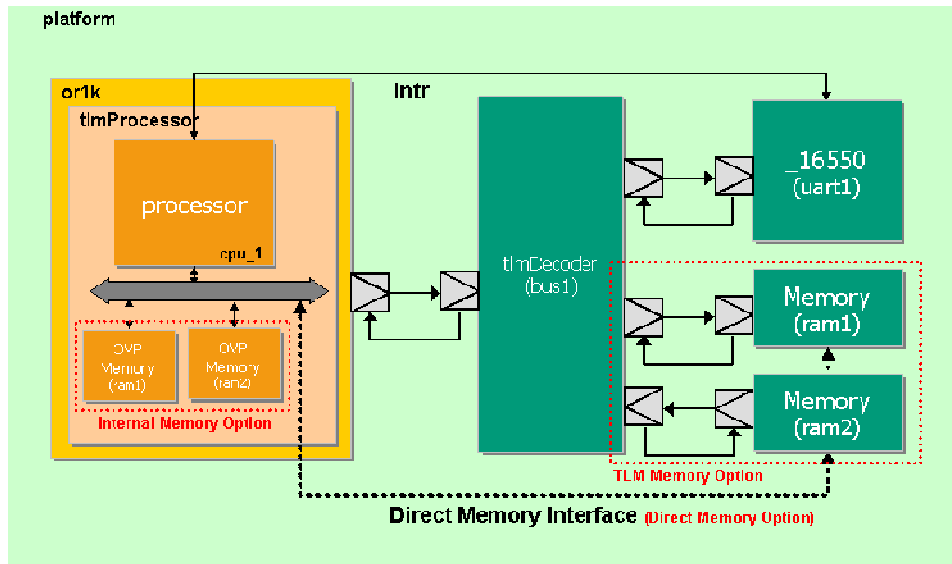 platform
or1k
Intr
tlmProcessor
processor
cpu_1
OVP
Memory
(ram1)
OVP
Memory
(ram2)
Internal Memory Option
tlmDecoder
(bus1)
_16550
(uart1)
Memory
(ram1)
Memory
(ram2)
TLM Memory Option
Direct Memory Interface (Direct Memory Option)